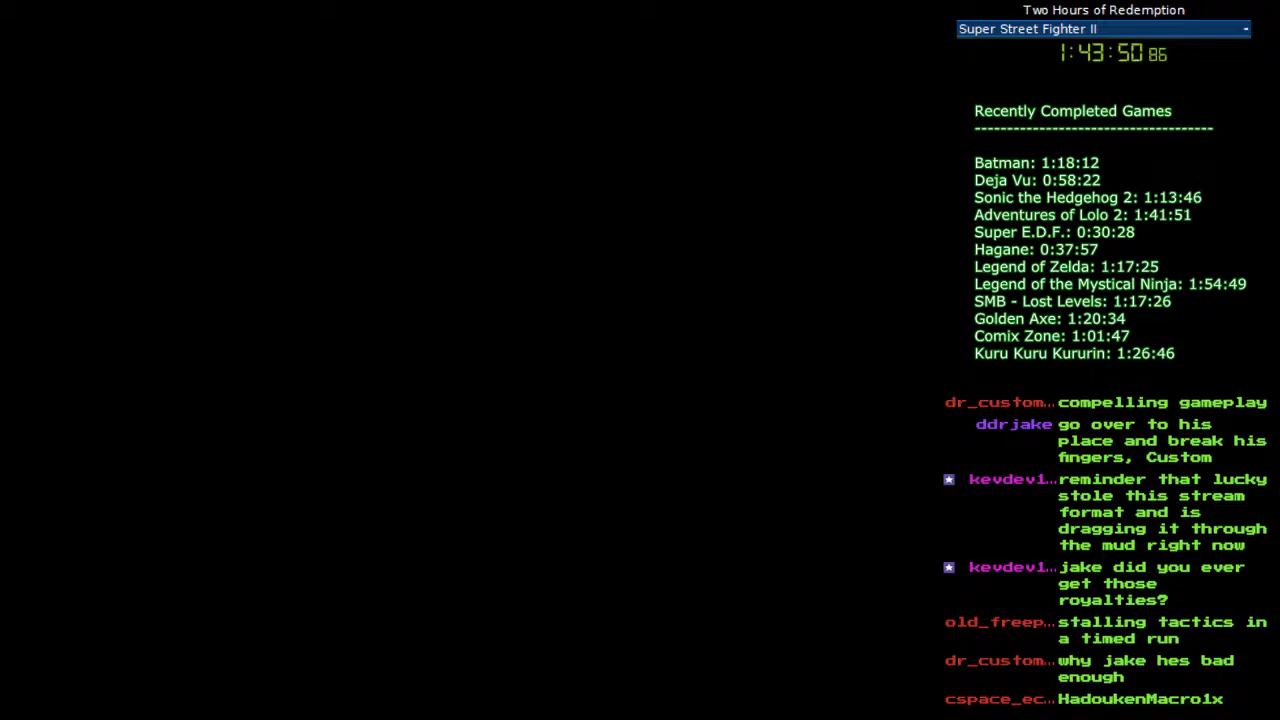 Two Hours of Redemption
Super Street Fighter II
1:43:50 86
Recently Completed Games
-------------------------------------
Batman: 1:18:12
Deja Vu: 0:58:22
Sonic the Hedgehog 2: 1:13:46
Adventures of Lolo 2: 1:41:51
Super E.D.F.: 0:30:28
Hagane: 0:37:57
Legend of Zelda: 1:17:25
Legend of the Mystical Ninja: 1:54:49
SMB - Lost Levels: 1:17:26
Golden Axe: 1:20:34
Comix Zone: 1:01:47
Kuru Kuru Kururin: 1:26:46
dr_custom… compelling gameplay
ddrjake go over to his
place and break his
fingers, Custom
kevdev1… reminder that lucky
stole this stream
format and is
dragging it through
the mud right now
kevdev1… jake did you ever
get those
royalties?
old_freep… stalling tactics in
a timed run
dr_custom… why jake hes bad
enough
cspace_ec… HadoukenMacro1x